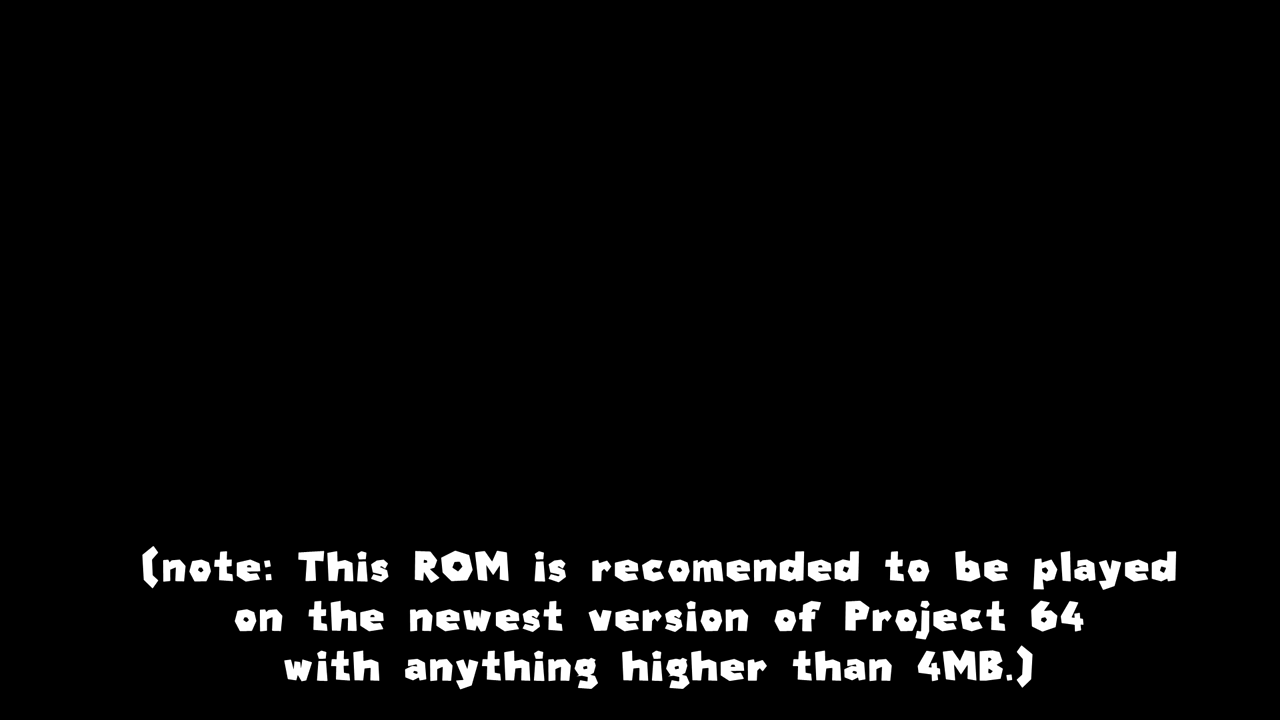 (note: This ROM is recomended to be played
on the newest version of Project 64
with anything higher than 4MB.)